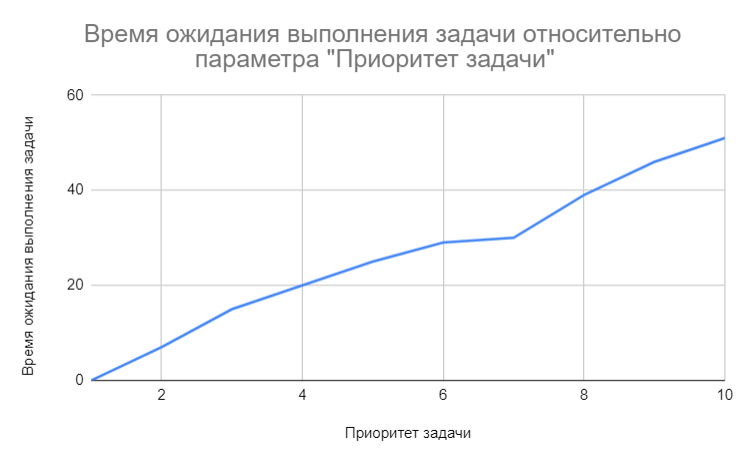 Время ожидания выполнения задачи относительно
параметра "Приоритет задачи"
Время ожидания выполнения задачи
60
40
20
0
2
4
6
8
10
Приоритет задачи